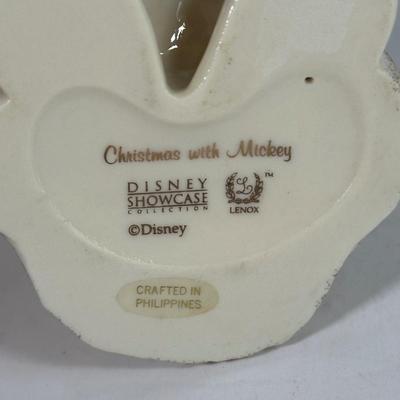 Christmas with Mickey
DISNEY
SHOWCASE
COLLECTION
L
™
LENOX
©Disney
CRAFTED IN
PHILIPPINES